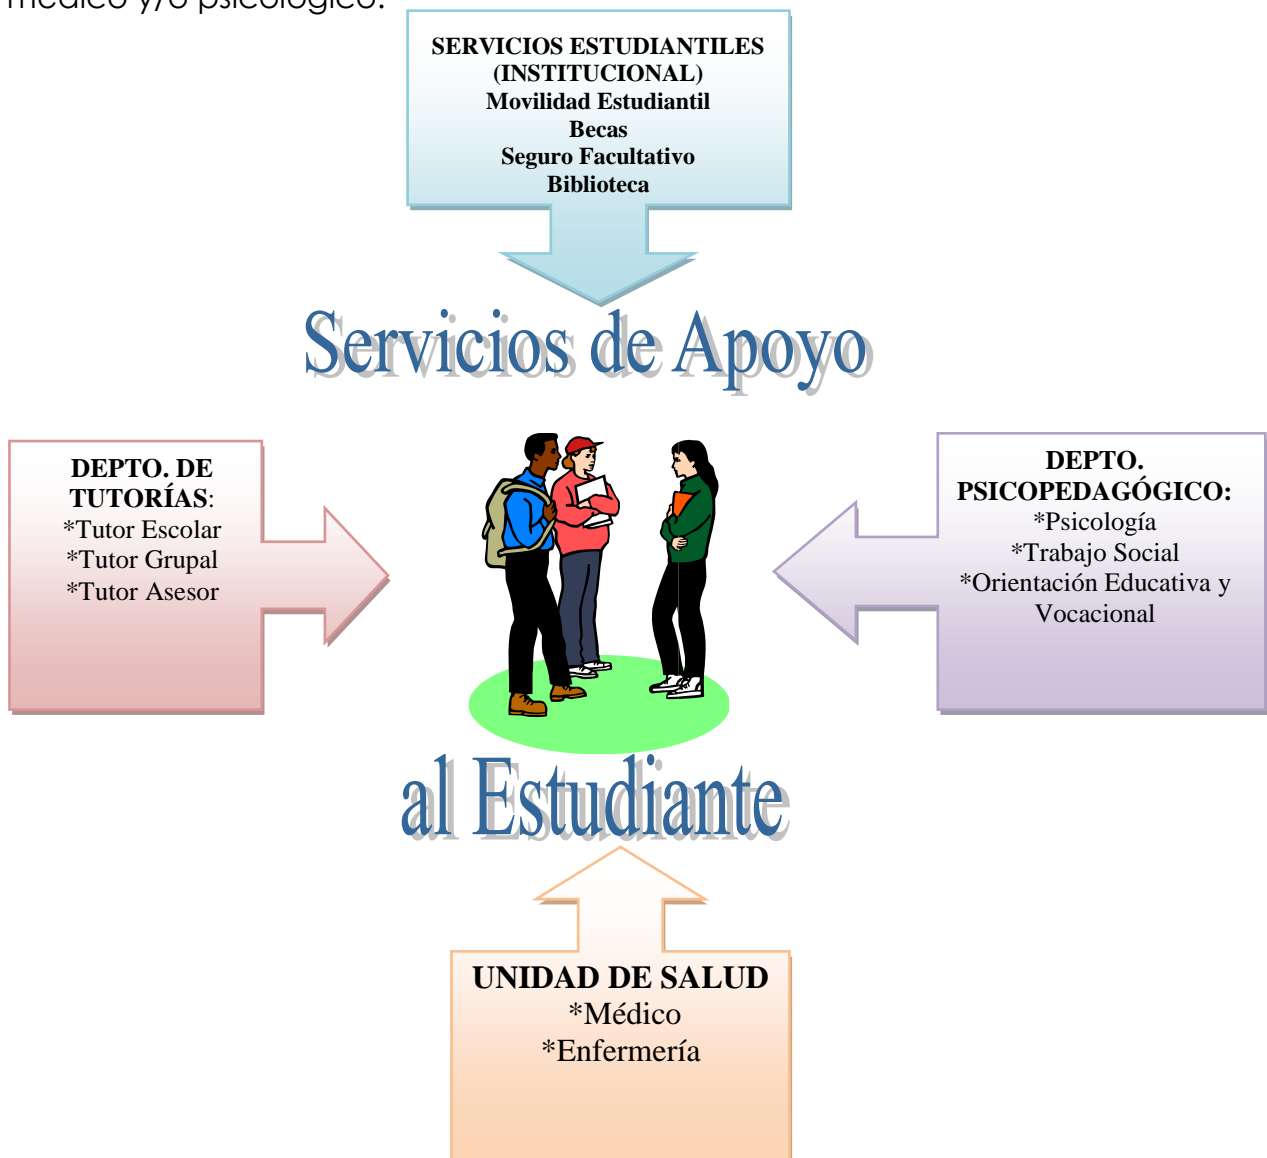 médico y/o psicológico.
SERVICIOS ESTUDIANTILES
(INSTITUCIONAL)
Movilidad Estudiantil
Becas
Seguro Facultativo
Biblioteca
Servicios de Apoyo
DEPTO. DE
TUTORÍAS:
*Tutor Escolar
*Tutor Grupal
*Tutor Asesor
DEPTO.
PSICOPEDAGÓGICO:
*Psicología
*Trabajo Social
*Orientación Educativa y
Vocacional
al Estudiante
UNIDAD DE SALUD
*Médico
*Enfermería